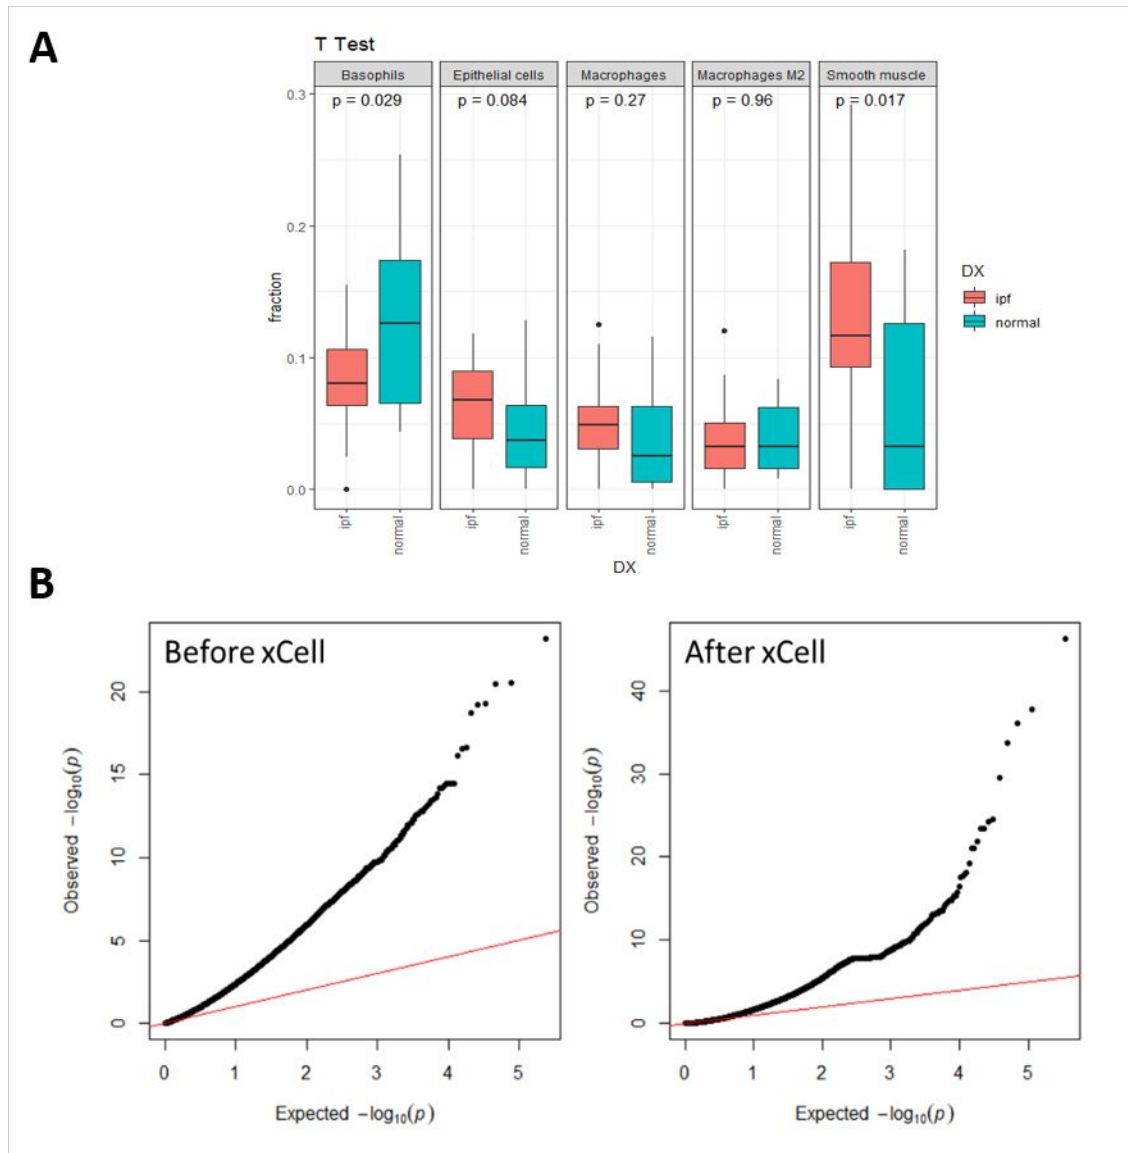 A
T Test
Basophils Epithelial cells Macrophages Macrophages M2 Smooth muscle
p = 0.029 p = 0.084 p = 0.27 p = 0.96 p = 0.017
0.3
0.2
0.1
0.0
fraction
ipf normal ipf normal ipf normal ipf normal ipf normal
DX
DX
ipf
normal
B
Before xCell
20
15
10
5
0
Observed −log₁₀(p)
0 1 2 3 4 5
Expected −log₁₀(p)
After xCell
40
30
20
10
0
Observed −log₁₀(p)
0 1 2 3 4 5
Expected −log₁₀(p)